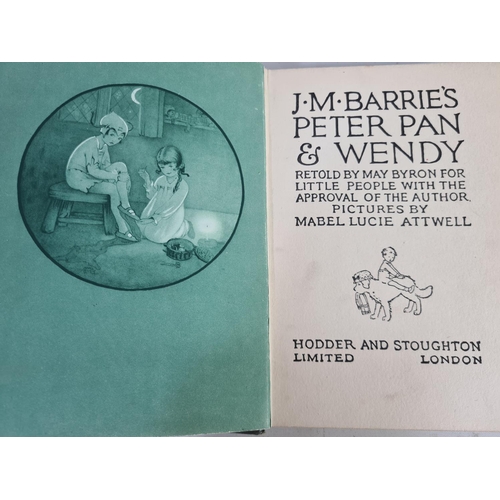 J·M·BARRIE'S
PETER PAN
& WENDY
RETOLD BY MAY BYRON FOR
LITTLE PEOPLE WITH THE
APPROVAL OF THE AUTHOR
PICTURES BY
MABEL LUCIE ATTWELL
HODDER AND STOUGHTON
LIMITED LONDON